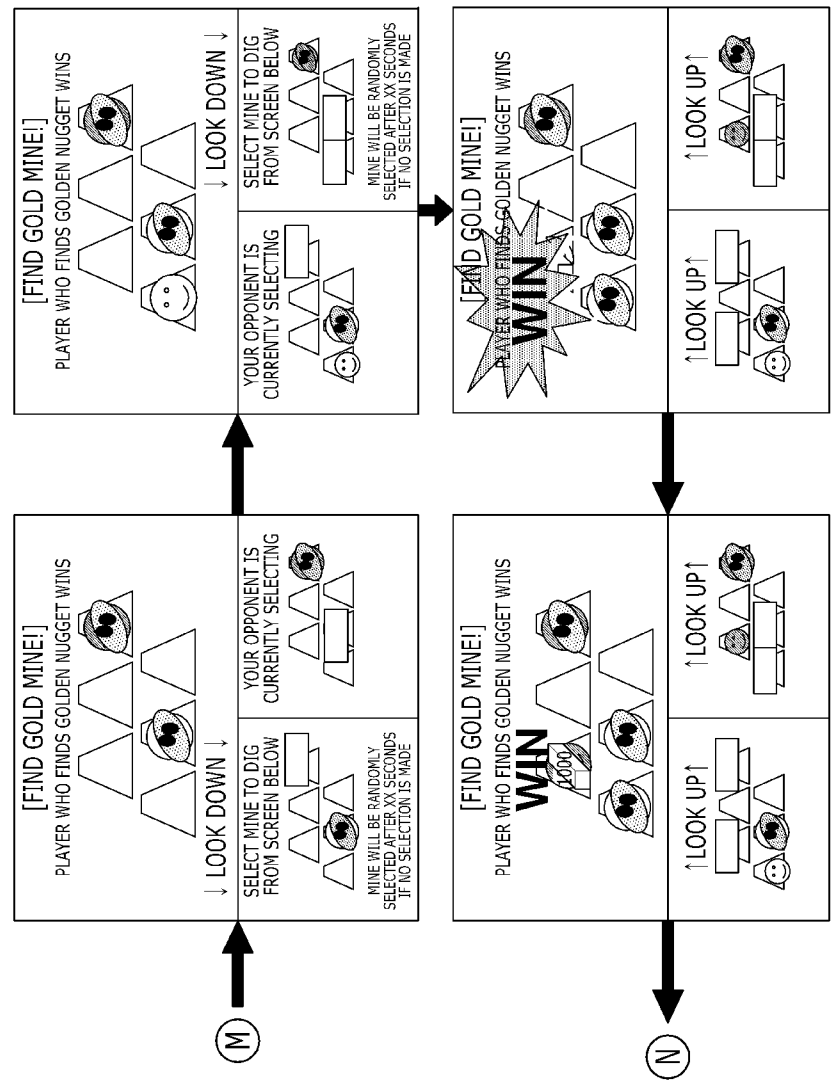 M
[FIND GOLD MINE!]
PLAYER WHO FINDS GOLDEN NUGGET WINS
↓ LOOK DOWN ↓
SELECT MINE TO DIG
FROM SCREEN BELOW
MINE WILL BE RANDOMLY
SELECTED AFTER XX SECONDS
IF NO SELECTION IS MADE
YOUR OPPONENT IS
CURRENTLY SELECTING
[FIND GOLD MINE!]
PLAYER WHO FINDS GOLDEN NUGGET WINS
↓ LOOK DOWN ↓
YOUR OPPONENT IS
CURRENTLY SELECTING
SELECT MINE TO DIG
FROM SCREEN BELOW
MINE WILL BE RANDOMLY
SELECTED AFTER XX SECONDS
IF NO SELECTION IS MADE
N
[FIND GOLD MINE!]
PLAYER WHO FINDS GOLDEN NUGGET WINS
WIN
1000
↑LOOK UP↑
↑LOOK UP↑
[FIND GOLD MINE!]
PLAYER WHO FINDS GOLDEN NUGGET WINS
WIN
↑LOOK UP↑
↑LOOK UP↑